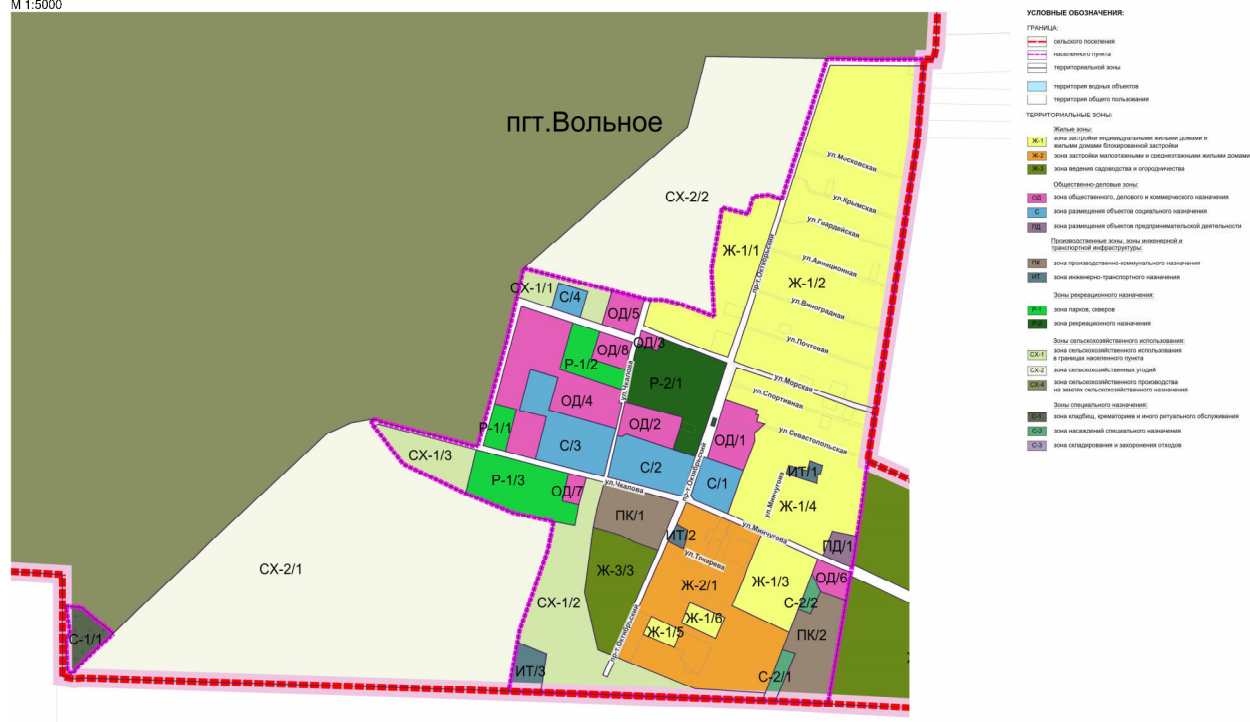 М 1:5000
пгт.Вольное
СХ-2/2
ул.Московская
ул.Крымская
ул.Гвардейская
Ж-1/1
пр-т.Октябрьский
ул.Авиационная
Ж-1/2
СХ-1/1
С/4
ул.Виноградная
ОД/5
ОД/3
ул.Почтовая
ОД/8
Р-1/2
ул.Чкалова
Р-2/1
ул.Морская
ул.Спортивная
ОД/4
ОД/2
Р-1/1
ОД/1
ул.Севастопольская
С/3
СХ-1/3
С/2
пр-т.Октябрьский
С/1
ИТ/1
Р-1/3
ОД/7
ул.Чкалова
ул.Минчугова
Ж-1/4
ПК/1
ИТ/2
ул.Минчугова
ПД/1
ул.Токарева
СХ-2/1
Ж-3/3
Ж-2/1
Ж-1/3
ОД/6
СХ-1/2
С-2/2
Ж-1/6
Ж-1/5
ПК/2
С-1/1
пр-т.Октябрьский
ИТ/3
С-2/1
УСЛОВНЫЕ ОБОЗНАЧЕНИЯ:
ГРАНИЦА:
сельского поселения
населенного пункта
территориальной зоны
территория водных объектов
территория общего пользования
ТЕРРИТОРИАЛЬНЫЕ ЗОНЫ:
Жилые зоны:
Ж-1 зона застройки индивидуальными жилыми домами и
жилыми домами блокированной застройки
Ж-2 зона застройки малоэтажными и среднеэтажными жилыми домами
Ж-3 зона ведения садоводства и огородничества
Общественно-деловые зоны:
ОД зона общественного, делового и коммерческого назначения
С зона размещения объектов социального назначения
ПД зона размещения объектов предпринимательской деятельности
Производственные зоны, зоны инженерной и
транспортной инфраструктуры:
ПК зона производственно-коммунального назначения
ИТ зона инженерно-транспортного назначения
Зоны рекреационного назначения:
Р-1 зона парков, скверов
Р-2 зона рекреационного назначения
Зоны сельскохозяйственного использования:
СХ-1 зона сельскохозяйственного использования
в границах населенного пункта
СХ-2 зона сельскохозяйственных угодий
СХ-4 зона сельскохозяйственного производства
на землях сельскохозяйственного назначения
Зоны специального назначения:
С-1 зона кладбищ, крематориев и иного ритуального обслуживания
С-2 зона насаждений специального назначения
С-3 зона складирования и захоронения отходов